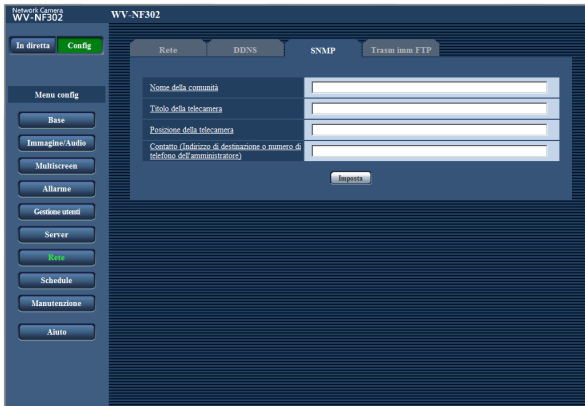 Network Camera
WV-NF302
WV-NF302
In diretta
Config
Rete
DDNS
SNMP
Trasm imm FTP
Menu config
Base
Immagine/Audio
Multiscreen
Allarme
Gestione utenti
Server
Rete
Schedule
Manutenzione
Aiuto
Nome della comunità
Titolo della telecamera
Posizione della telecamera
Contatto (Indirizzo di destinazione o numero di
telefono dell'amministratore)
Imposta